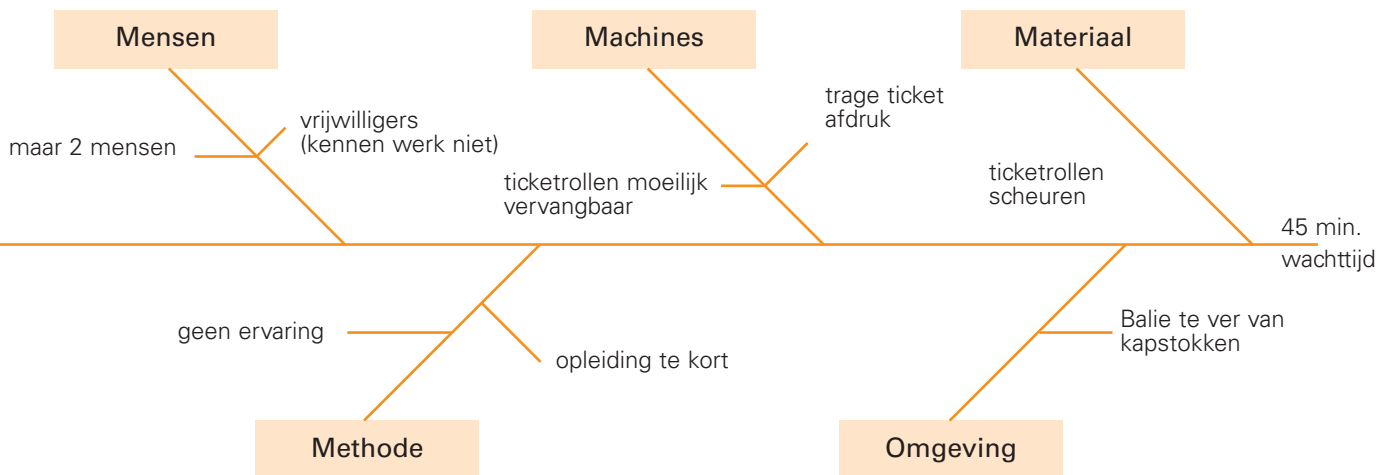 Mensen
Machines
Materiaal
maar 2 mensen
vrijwilligers
(kennen werk niet)
ticketrollen moeilijk
vervangbaar
trage ticket
afdruk
ticketrollen
scheuren
45 min.
wachttijd
geen ervaring
opleiding te kort
Balie te ver van
kapstokken
Methode
Omgeving